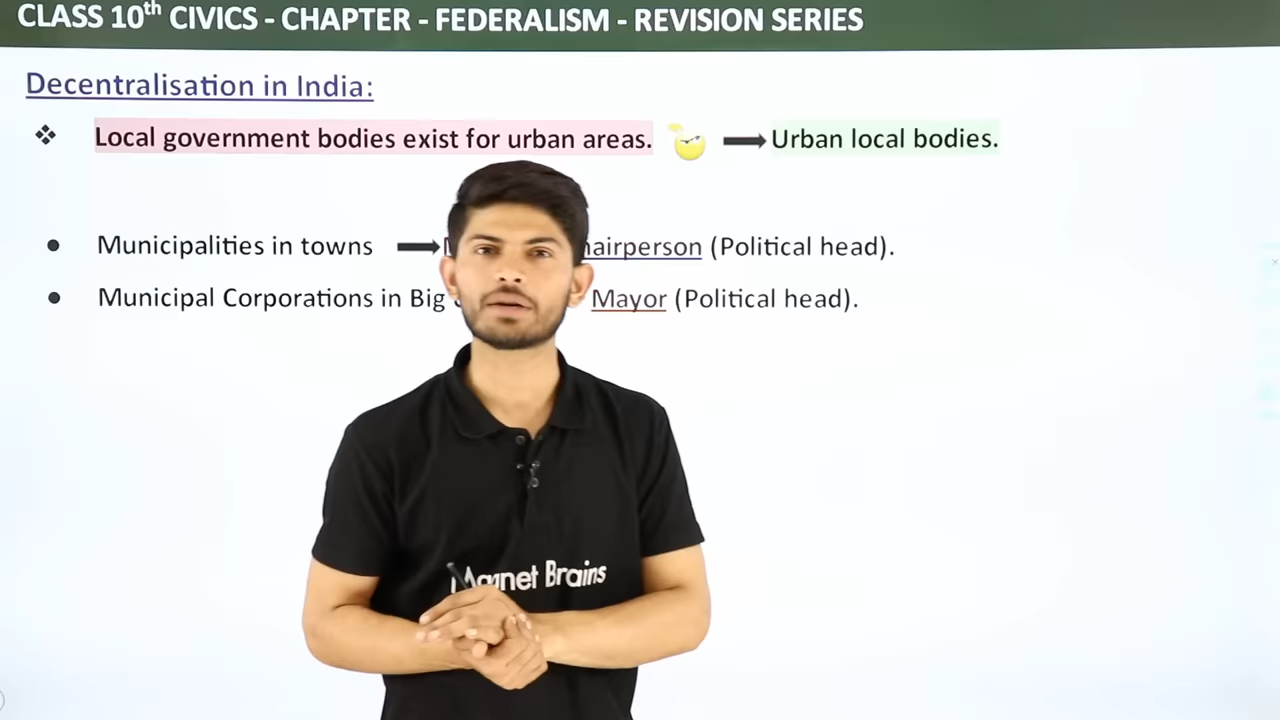 CLASS 10th CIVICS - CHAPTER - FEDERALISM - REVISION SERIES
Decentralisation in India:
❖ Local government bodies exist for urban areas. → Urban local bodies.
• Municipalities in towns → hairperson (Political head).
• Municipal Corporations in Big Mayor (Political head).
Magnet Brains